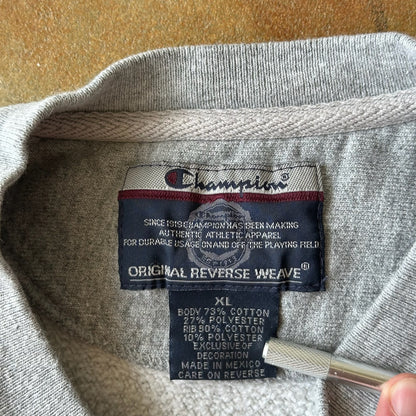 Champion®
SINCE 1919 CHAMPION HAS BEEN MAKING
AUTHENTIC ATHLETIC APPAREL
FOR DURABLE USAGE ON AND OFF THE PLAYING FIELD
ORIGINAL REVERSE WEAVE®
XL
BODY 73% COTTON
27% POLYESTER
RIB 90% COTTON
10% POLYESTER
EXCLUSIVE OF
DECORATION
MADE IN MEXICO
CARE ON REVERSE